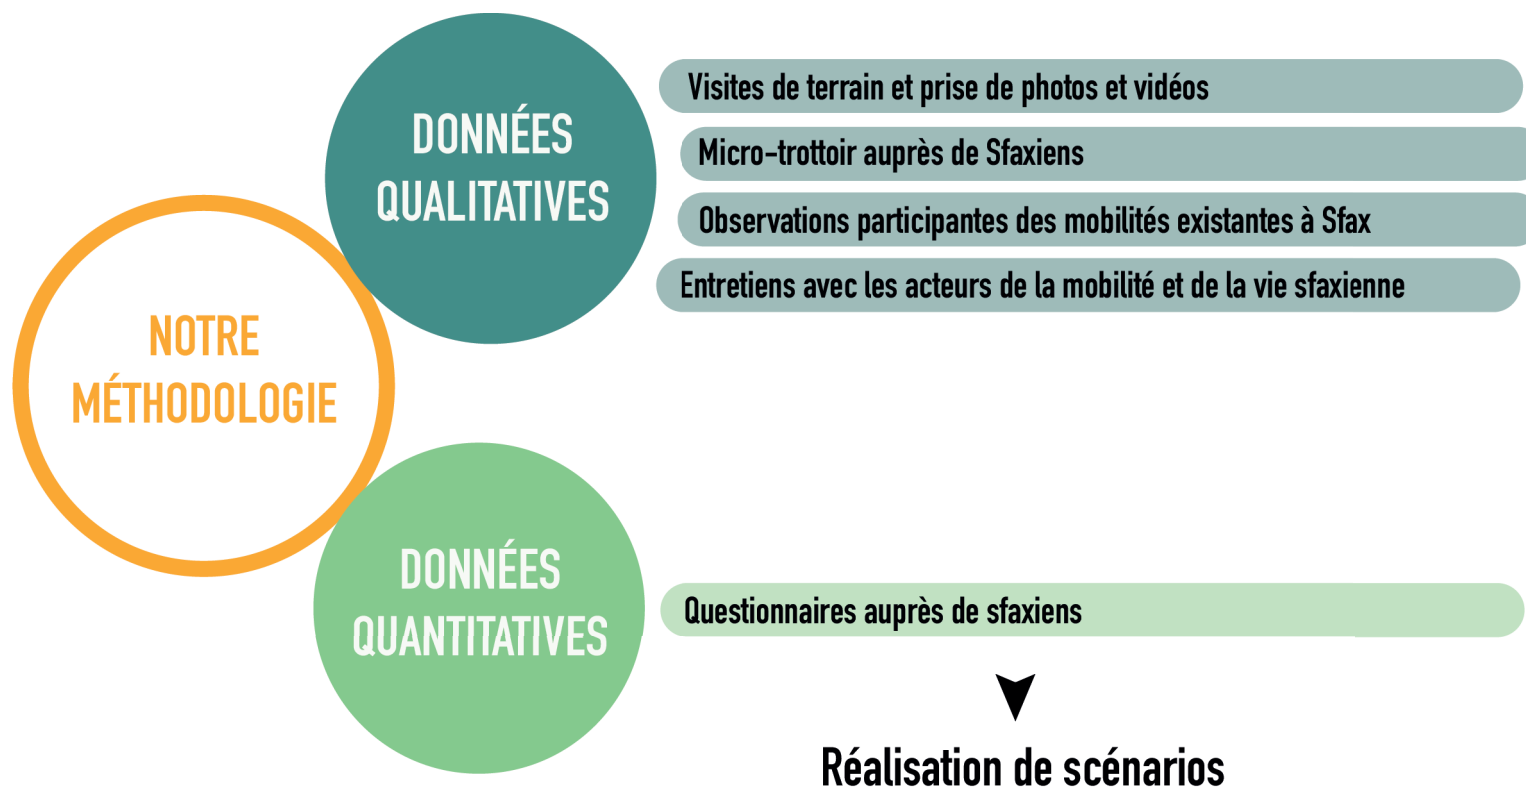 NOTRE
MÉTHODOLOGIE
DONNÉES
QUALITATIVES
Visites de terrain et prise de photos et vidéos
Micro-trottoir auprès de Sfaxiens
Observations participantes des mobilités existantes à Sfax
Entretiens avec les acteurs de la mobilité et de la vie sfaxienne
DONNÉES
QUANTITATIVES
Questionnaires auprès de sfaxiens
Réalisation de scénarios